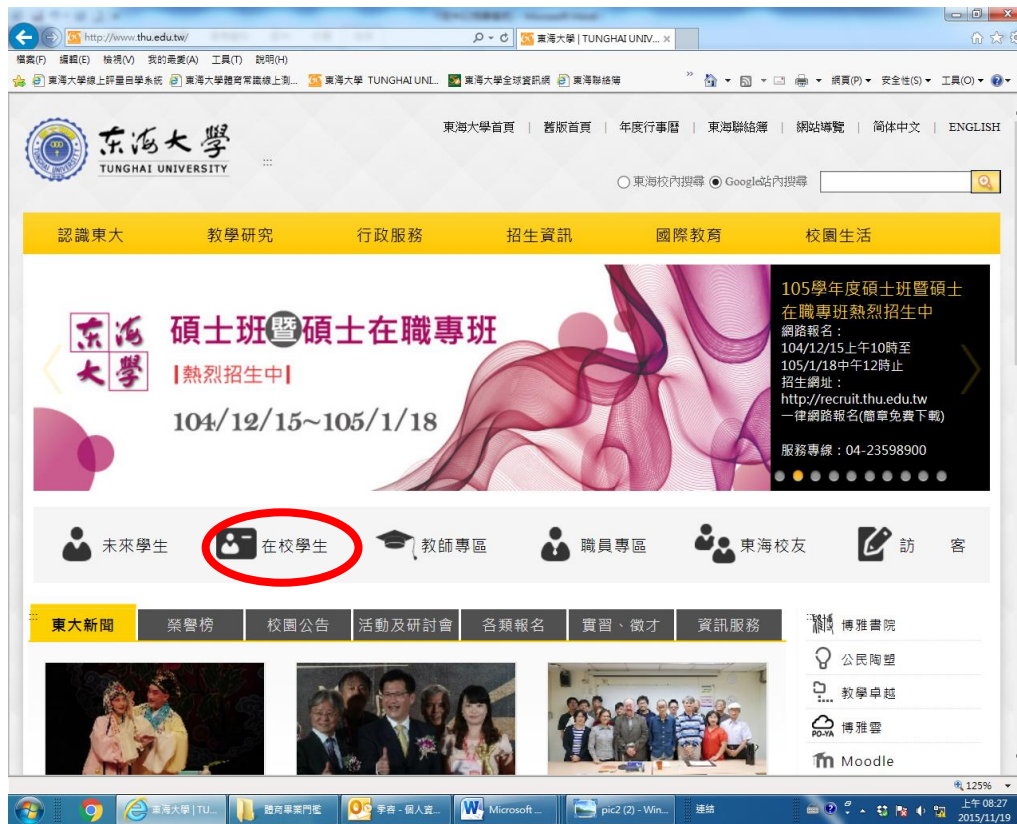 http://www.thu.edu.tw/
東海大學 | TUNGHAI UNIV... ×
檔案(F) 編輯(E) 檢視(V) 我的最愛(A) 工具(T) 說明(H)
東海大學線上評量自學系統 東海大學體育常識線上測... 東海大學 TUNGHAI UNI... 東海大學全球資訊網 東海聯絡簿 » 網頁(P) 安全性(S) 工具(O)
东海大學
TUNGHAI UNIVERSITY
:::
東海大學首頁 | 舊版首頁 | 年度行事曆 | 東海聯絡簿 | 網站導覽 | 简体中文 | ENGLISH
東海校內搜尋 Google站內搜尋
認識東大 教學研究 行政服務 招生資訊 國際教育 校園生活
东海大學
碩士班暨碩士在職專班
熱烈招生中
104/12/15~105/1/18
105學年度碩士班暨碩士
在職專班熱烈招生中
網路報名：
104/12/15上午10時至
105/1/18中午12時止
招生網址：
http://recruit.thu.edu.tw
一律網路報名(簡章免費下載)
服務專線：04-23598900
未來學生 在校學生 教師專區 職員專區 東海校友 訪 客
東大新聞 榮譽榜 校園公告 活動及研討會 各類報名 實習、徵才 資訊服務
博雅書院
公民陶塑
教學卓越
PO-YA 博雅雲
Moodle
125%
東海大學 | TU... 體育畢業門檻 季容 - 個人資... Microsoft ... pic2 (2) - Win... 連結
上午 08:27
2015/11/19